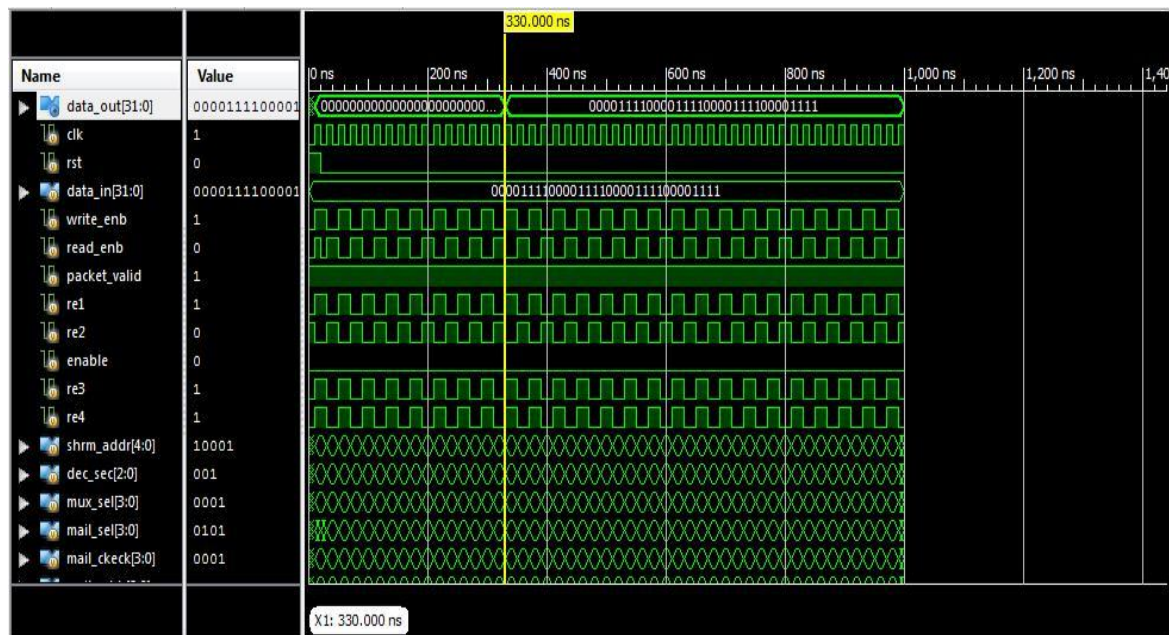 330.000 ns
Name Value
0 ns 200 ns 400 ns 600 ns 800 ns 1,000 ns 1,200 ns 1,40
data_out[31:0] 0000111100001 00000000000000000000000... 00001111000011110000111100001111
clk 1
rst 0
data_in[31:0] 0000111100001 00001111000011110000111100001111
write_enb 1
read_enb 0
packet_valid 1
re1 1
re2 0
enable 0
re3 1
re4 1
shrm_addr[4:0] 10001
dec_sec[2:0] 001
mux_sel[3:0] 0001
mail_sel[3:0] 0101
mail_ckeck[3:0] 0001
X1: 330.000 ns